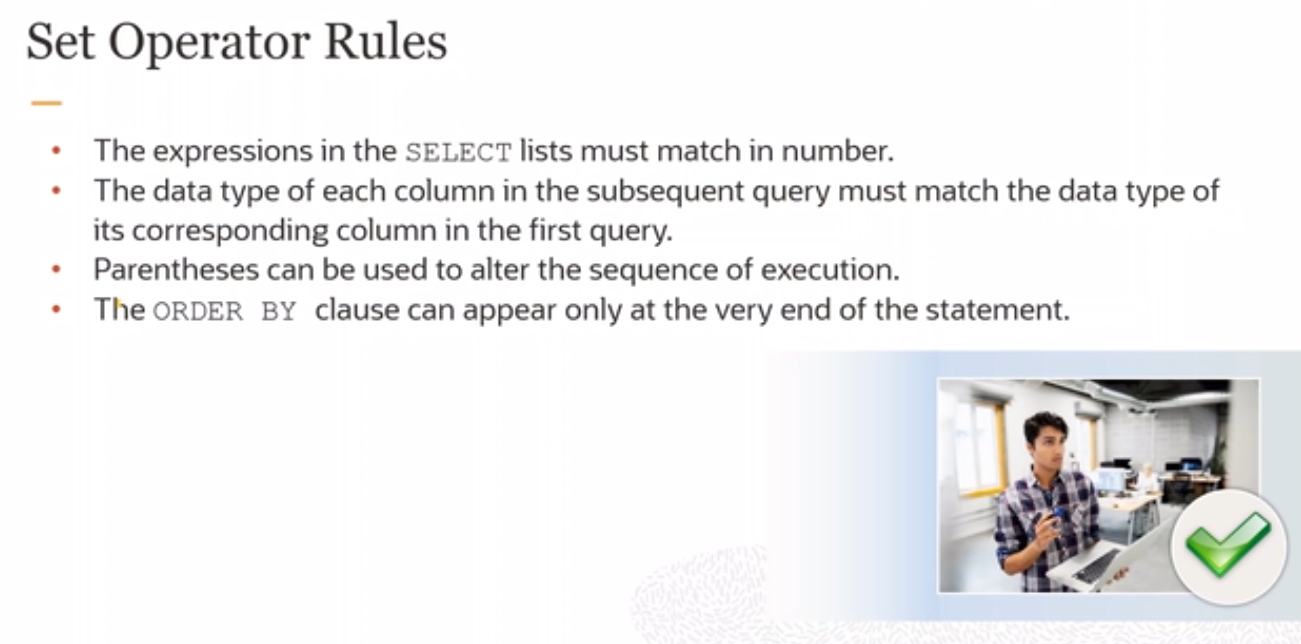 Set Operator Rules
• The expressions in the SELECT lists must match in number.
• The data type of each column in the subsequent query must match the data type of
its corresponding column in the first query.
• Parentheses can be used to alter the sequence of execution.
• The ORDER BY clause can appear only at the very end of the statement.